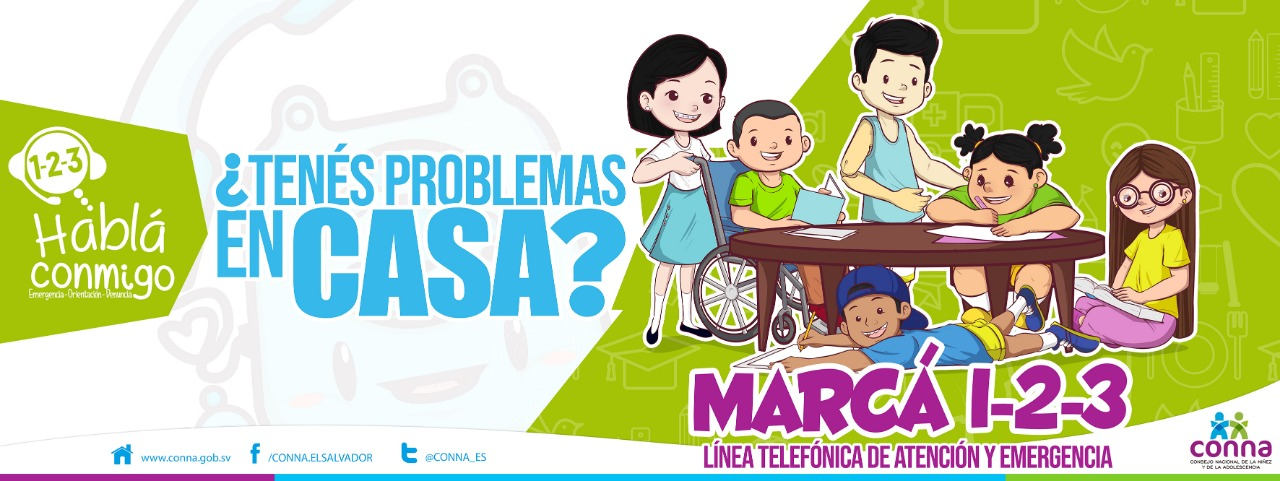 1-2-3
Hablá
conmigo
Emergencia - Orientación - Denuncia
¿TENÉS PROBLEMAS
EN CASA?
MARCÁ 1-2-3
LÍNEA TELEFÓNICA DE ATENCIÓN Y EMERGENCIA
www.conna.gob.sv
/CONNA.ELSALVADOR
@CONNA_ES
conna
CONSEJO NACIONAL DE LA NIÑEZ
Y DE LA ADOLESCENCIA